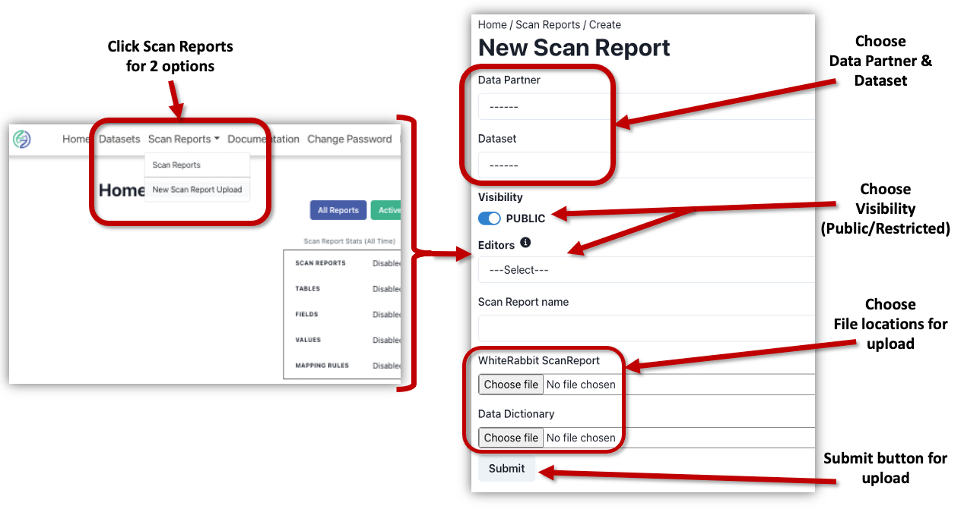 Click Scan Reports
for 2 options
Home Datasets Scan Reports Documentation Change Password
Scan Reports
New Scan Report Upload
Home
All Reports Active
Scan Report Stats (All Time)
SCAN REPORTS Disabled
TABLES Disabled
FIELDS Disabled
VALUES Disabled
MAPPING RULES Disabled
Home / Scan Reports / Create
New Scan Report
Data Partner
------
Dataset
------
Visibility
PUBLIC
Editors
---Select---
Scan Report name
WhiteRabbit ScanReport
Choose file No file chosen
Data Dictionary
Choose file No file chosen
Submit
Choose
Data Partner &
Dataset
Choose
Visibility
(Public/Restricted)
Choose
File locations for
upload
Submit button for
upload